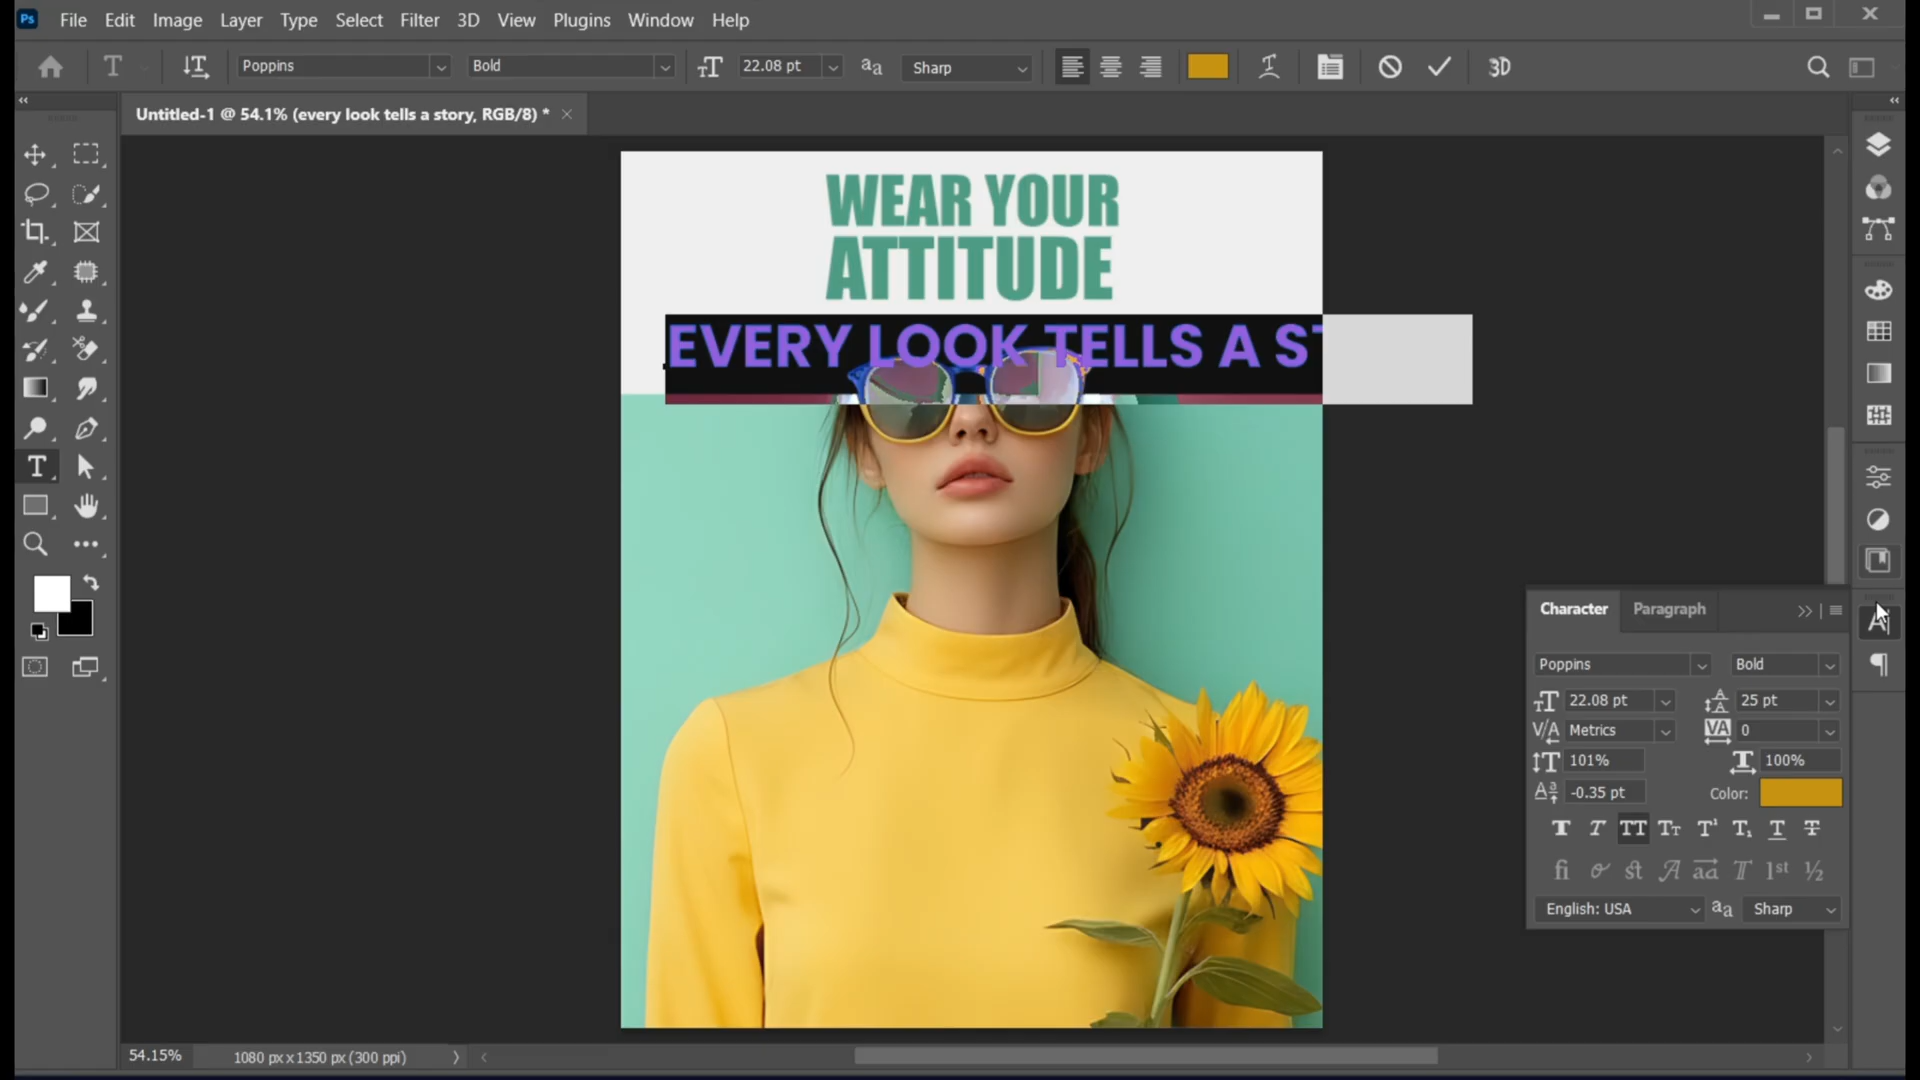 Ps File Edit Image Layer Type Select Filter 3D View Plugins Window Help
Poppins Bold 22.08 pt aa Sharp 3D
Untitled-1 @ 54.1% (every look tells a story, RGB/8) *
WEAR YOUR
ATTITUDE
EVERY LOOK TELLS A ST
Character Paragraph
Poppins Bold
22.08 pt 25 pt
Metrics 0
101% 100%
-0.35 pt Color:
English: USA aa Sharp
54.15% 1080 px x 1350 px (300 ppi)